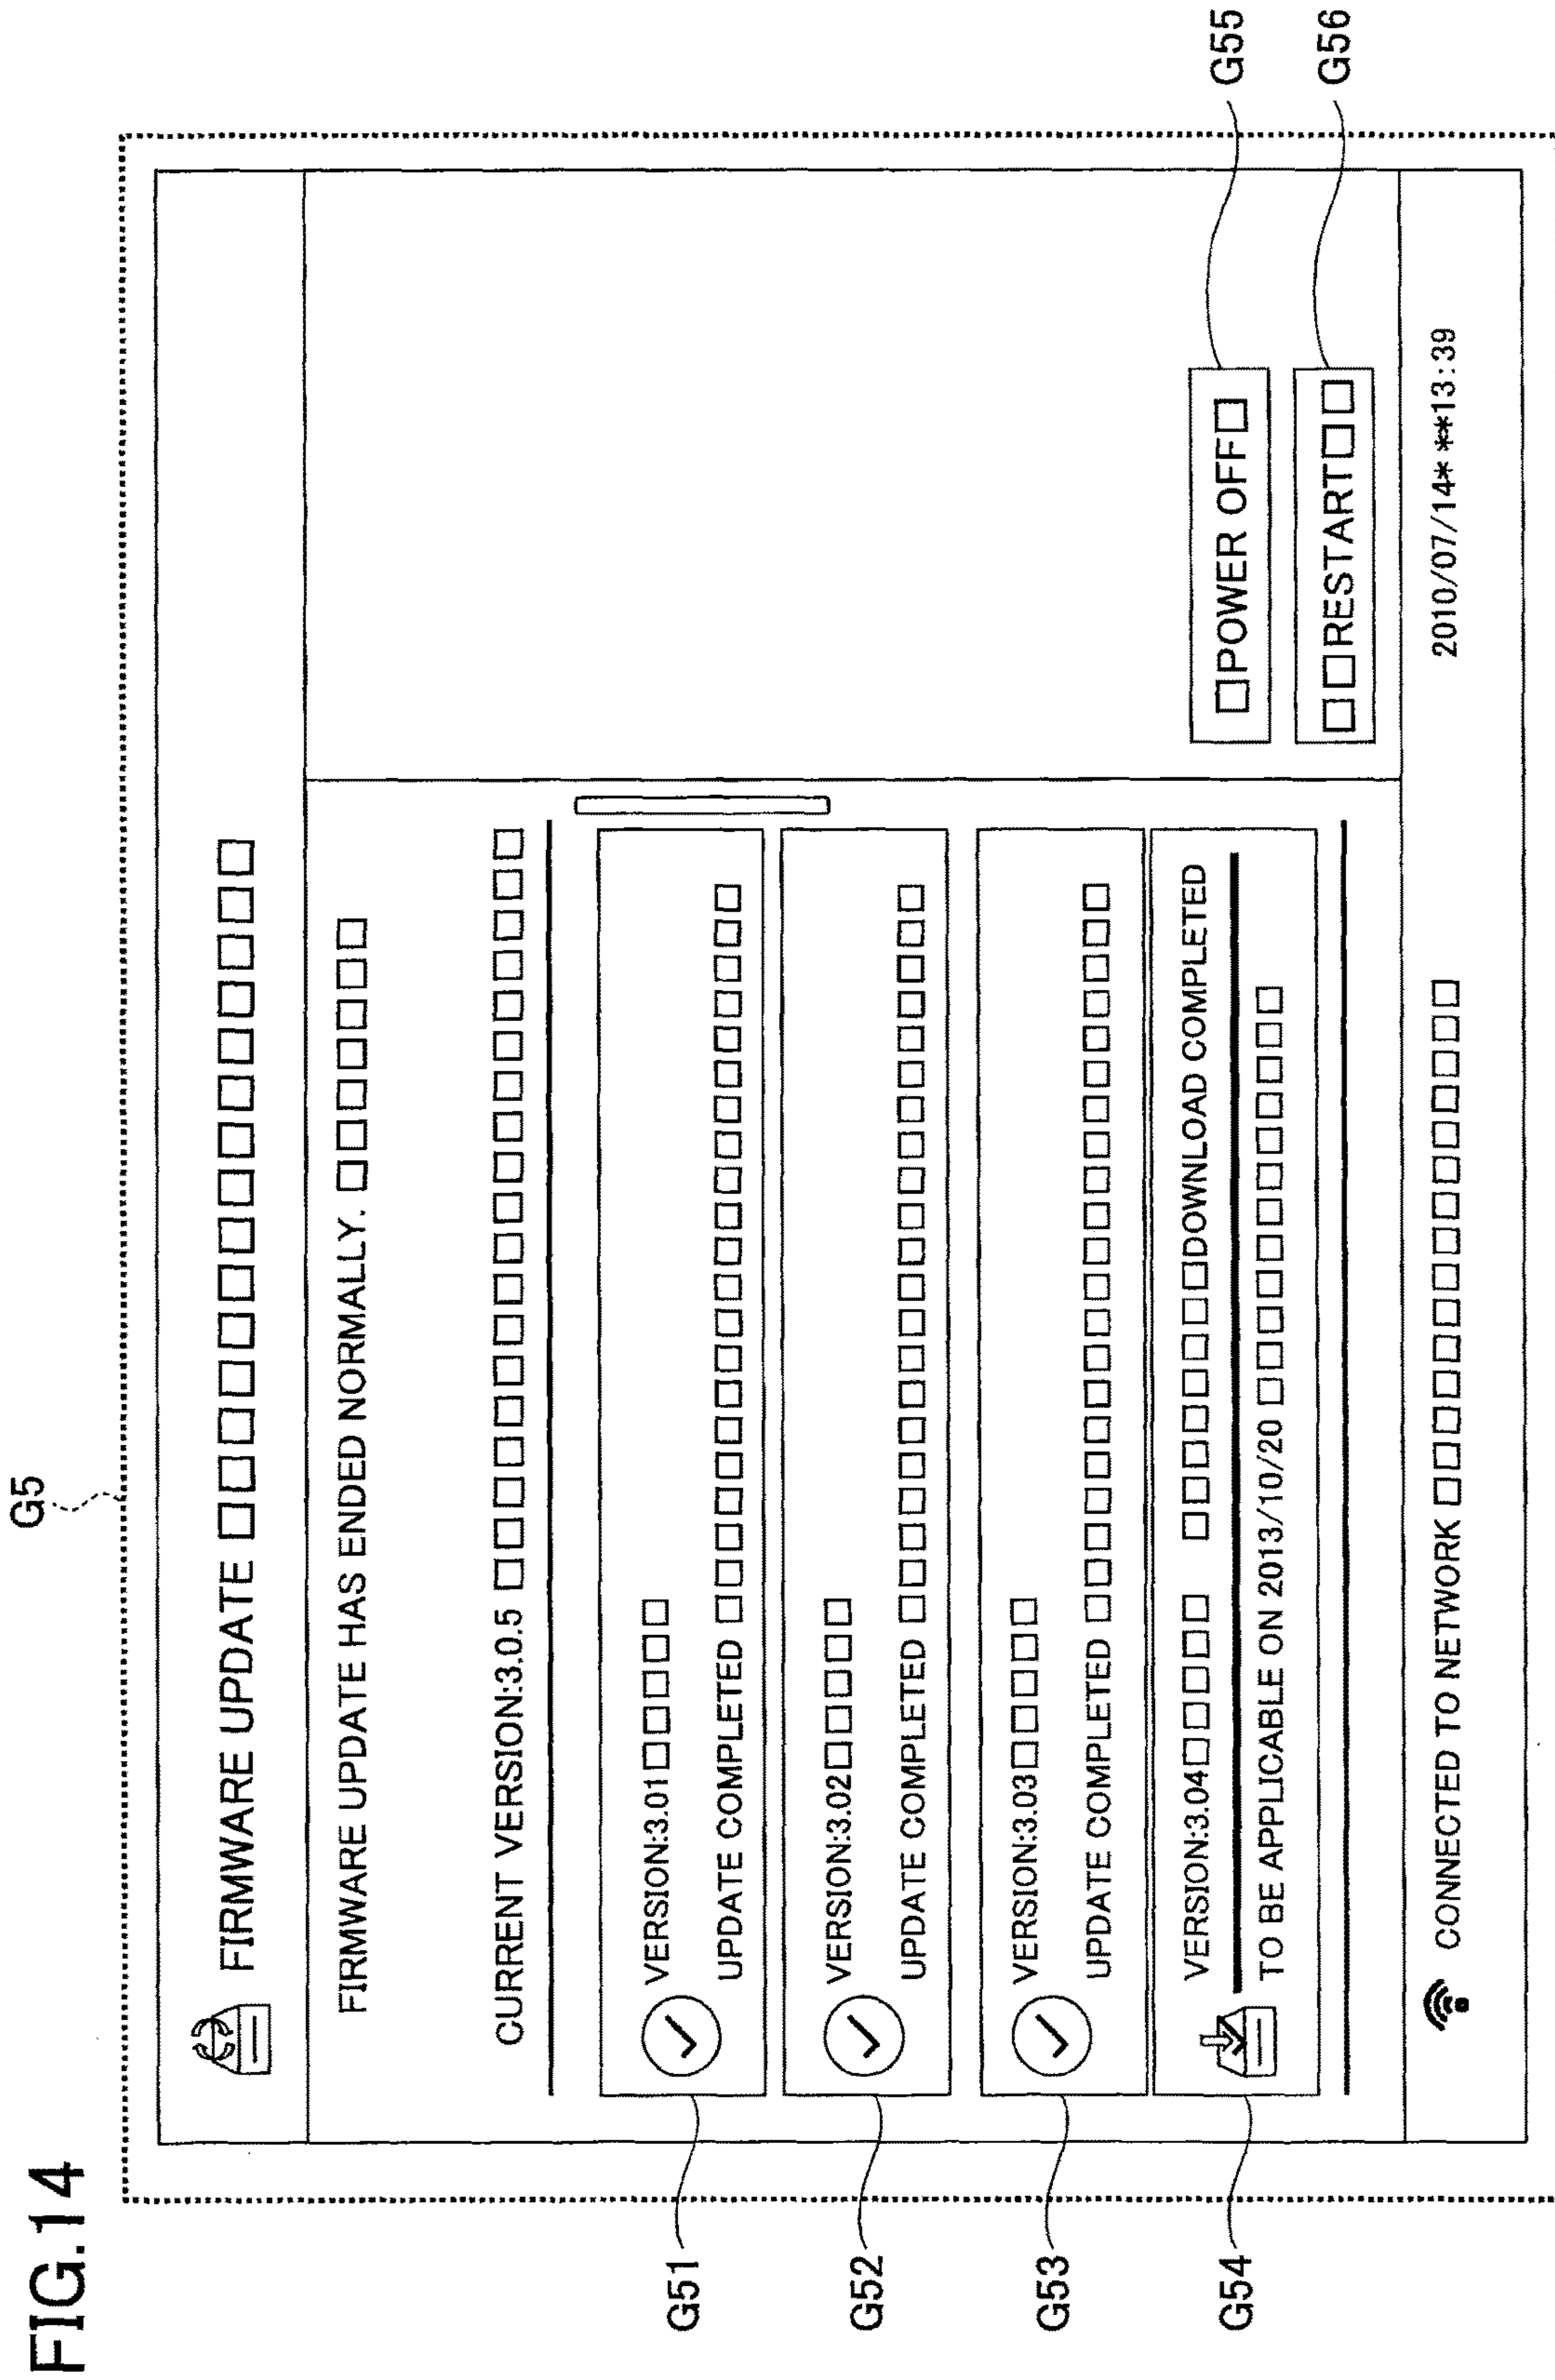 FIG.14
G5
FIRMWARE UPDATE □□□□□□□□□□□□□□□
FIRMWARE UPDATE HAS ENDED NORMALLY. □□□□□□□
CURRENT VERSION:3.0.5 □□□□□□□□□□□□□□□□□□□
G51
VERSION:3.01□□□□□
UPDATE COMPLETED □□□□□□□□□□□□□□□□□□□□□
G52
VERSION:3.02□□□□□
UPDATE COMPLETED □□□□□□□□□□□□□□□□□□□□□
G53
VERSION:3.03□□□□□
UPDATE COMPLETED □□□□□□□□□□□□□□□□□□□□□
G54
VERSION:3.04□□□□□ □□□□□□□□DOWNLOAD COMPLETED
TO BE APPLICABLE ON 2013/10/20 □□□□□□□□□□□□
□POWER OFF□
G55
□□RESTART□□
G56
CONNECTED TO NETWORK □□□□□□□□□□□□□□□
2010/07/14* **13:39